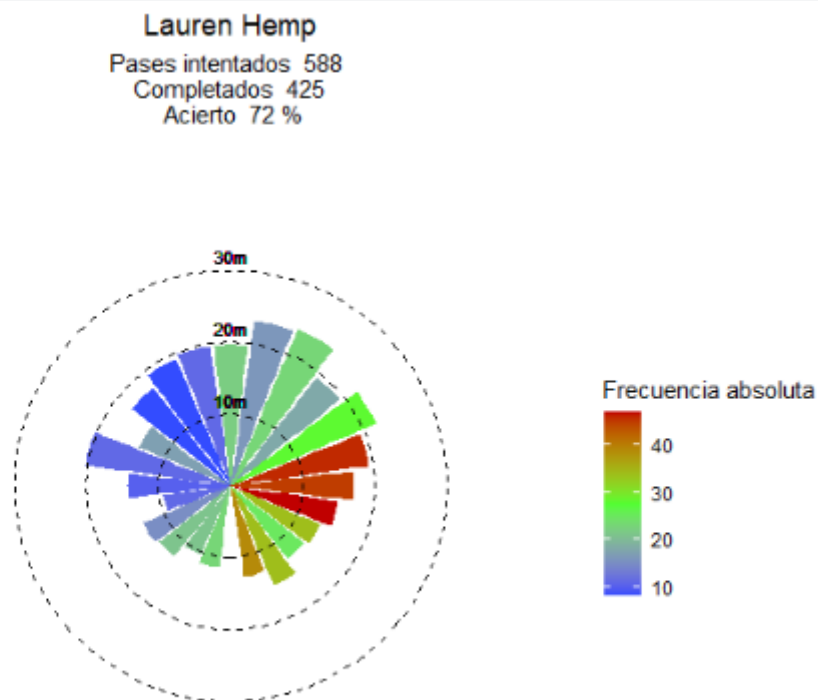 Lauren Hemp
Pases intentados 588
Completados 425
Acierto 72 %
30m
20m
10m
Frecuencia absoluta
40
30
20
10